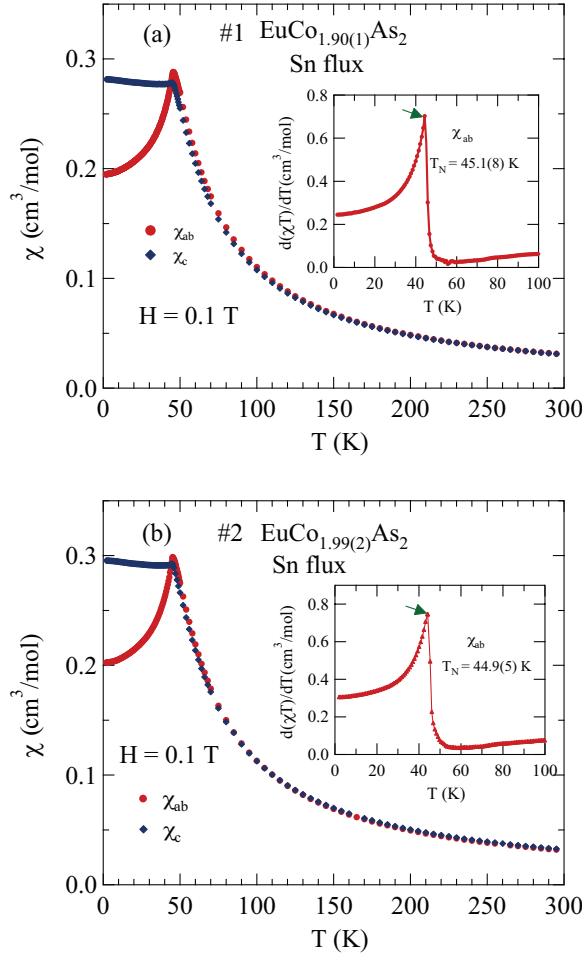 (a) #1 EuCo1.90(1)As2
Sn flux
χ (cm3/mol)
0.3
0.2
0.1
0.0
χab
χc
H = 0.1 T
0 50 100 150 200 250 300
T (K)
d(χT)/dT(cm3/mol)
0.8
0.6
0.4
0.2
0.0
χab
TN = 45.1(8) K
0 20 40 60 80 100
T (K)
(b) #2 EuCo1.99(2)As2
Sn flux
χ (cm3/mol)
0.3
0.2
0.1
0.0
H = 0.1 T
χab
χc
0 50 100 150 200 250 300
T (K)
d(χT)/dT(cm3/mol)
0.8
0.6
0.4
0.2
0.0
χab
TN = 44.9(5) K
0 20 40 60 80 100
T (K)